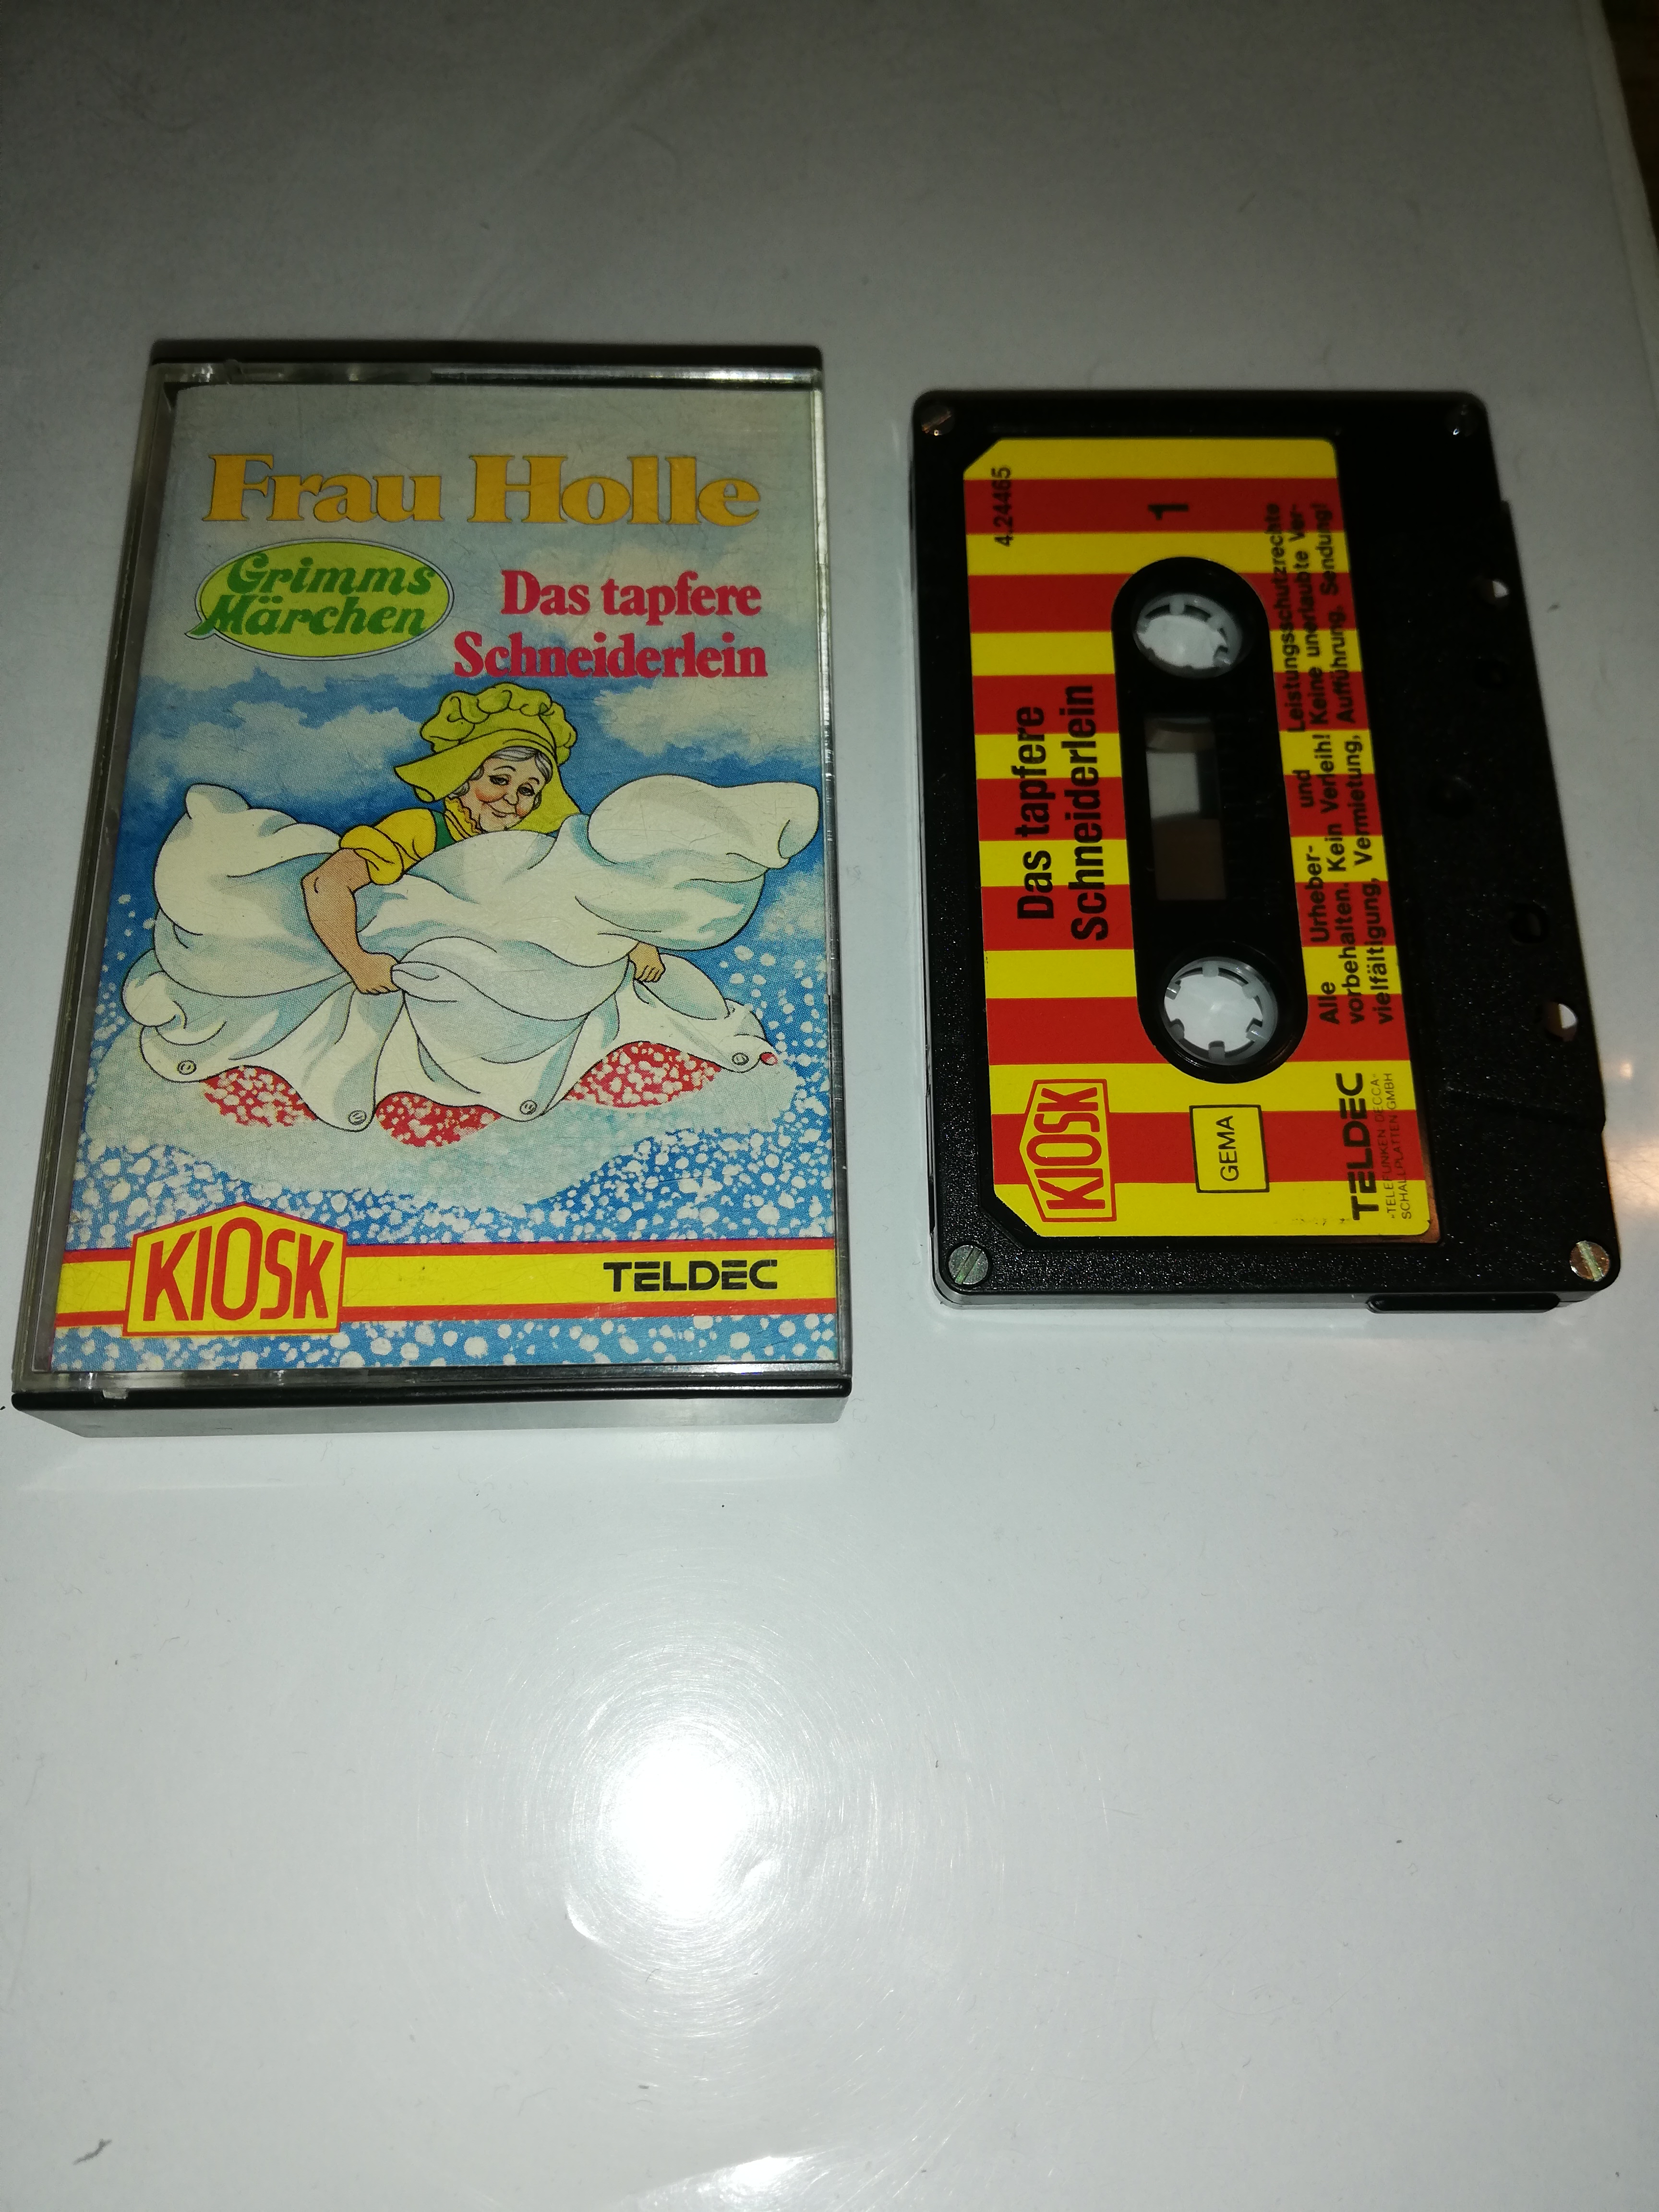 Frau Holle
Grimms
Märchen
Das tapfere
Schneiderlein
KIOSK
TELDEC
4.24465
1
Das tapfere
Schneiderlein
Alle Urheber- und Leistungsschutzrechte
vorbehalten. Kein Verleih! Keine unerlaubte Ver-
vielfältigung, Vermietung, Aufführung, Sendung!
KIOSK
GEMA
TELDEC
»TELEFUNKEN-DECCA«
SCHALLPLATTEN GMBH